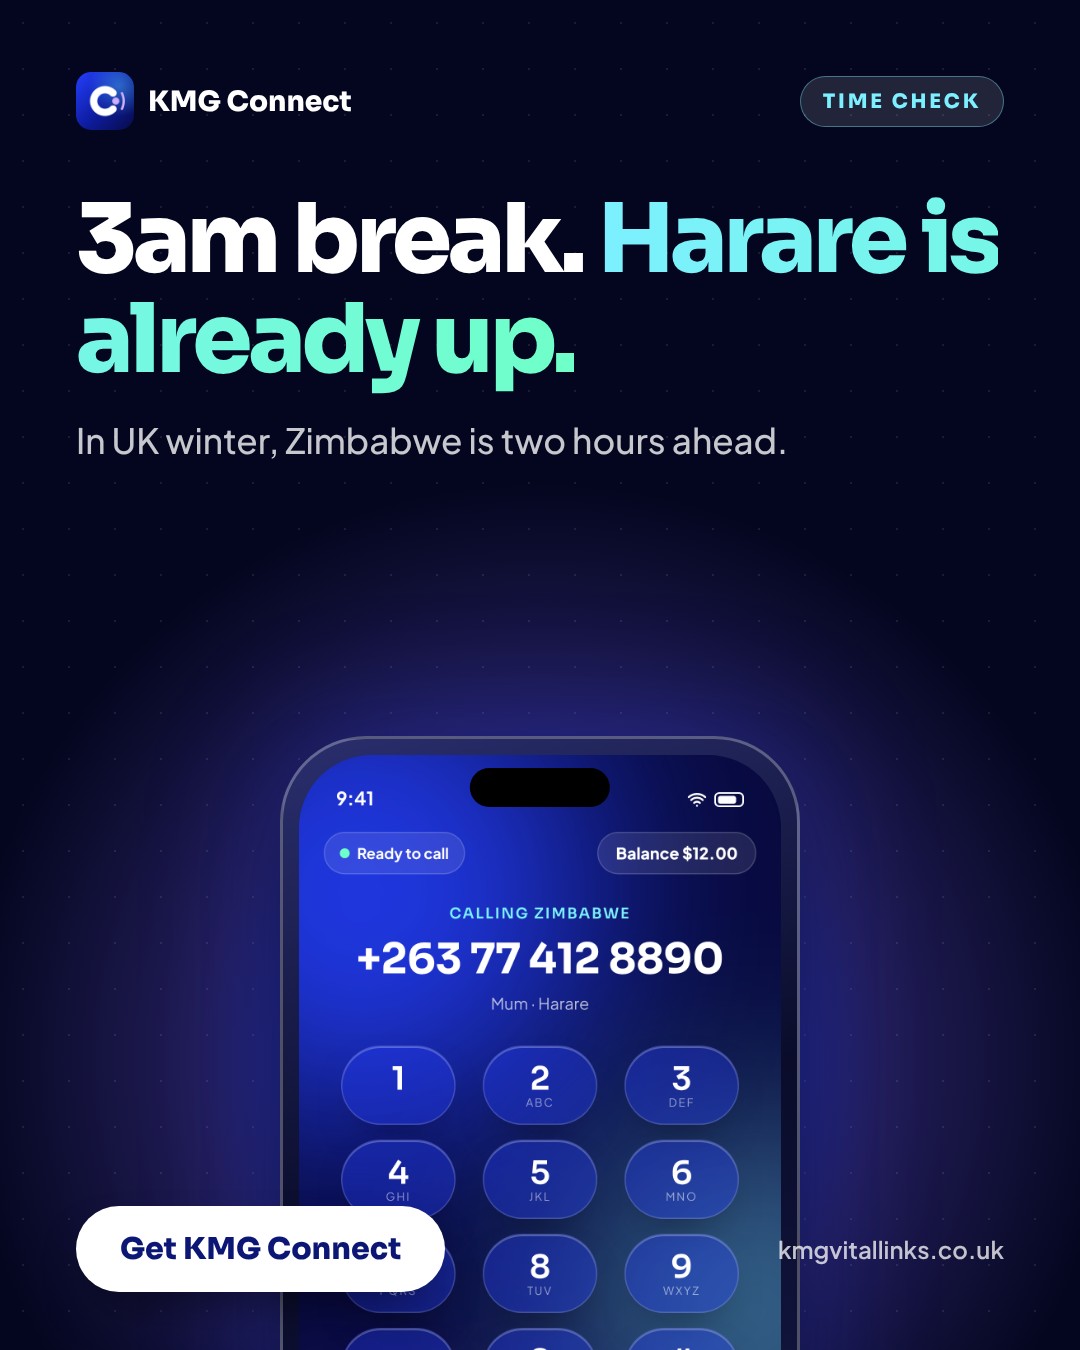 KMG Connect
TIME CHECK
3am break. Harare is
already up.
In UK winter, Zimbabwe is two hours ahead.
9:41
Ready to call
Balance $12.00
CALLING ZIMBABWE
+263 77 412 8890
Mum · Harare
1
2
3
ABC
DEF
4
5
6
GHI
JKL
MNO
Get KMG Connect
8
9
TUV
WXYZ
kmgvitallinks.co.uk